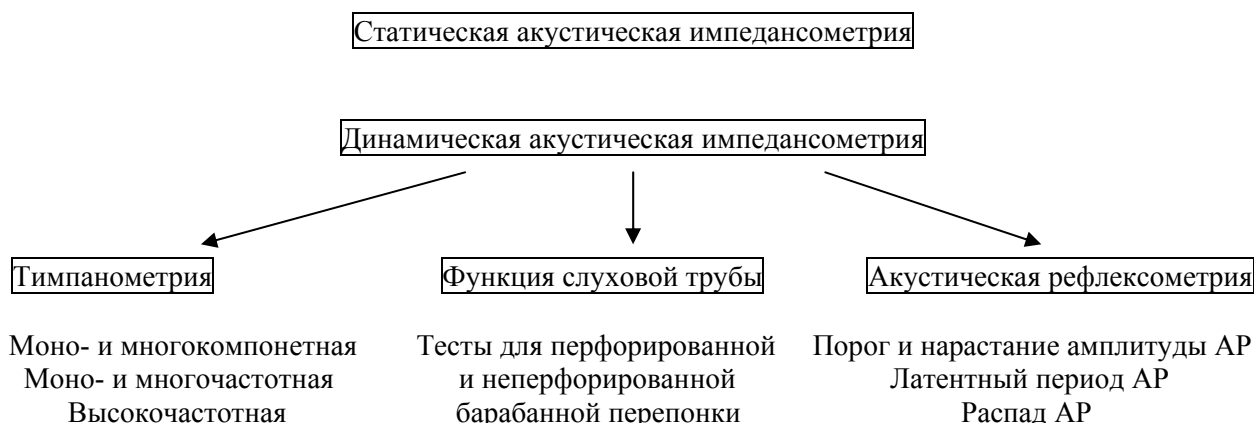 Статическая акустическая импедансометрия
Динамическая акустическая импедансометрия
Тимпанометрия
Функция слуховой трубы
Акустическая рефлексометрия
Моно- и многокомпонетная
Моно- и многочастотная
Высокочастотная
Тесты для перфорированной
и неперфорированной
барабанной перепонки
Порог и нарастание амплитуды АР
Латентный период АР
Распад АР